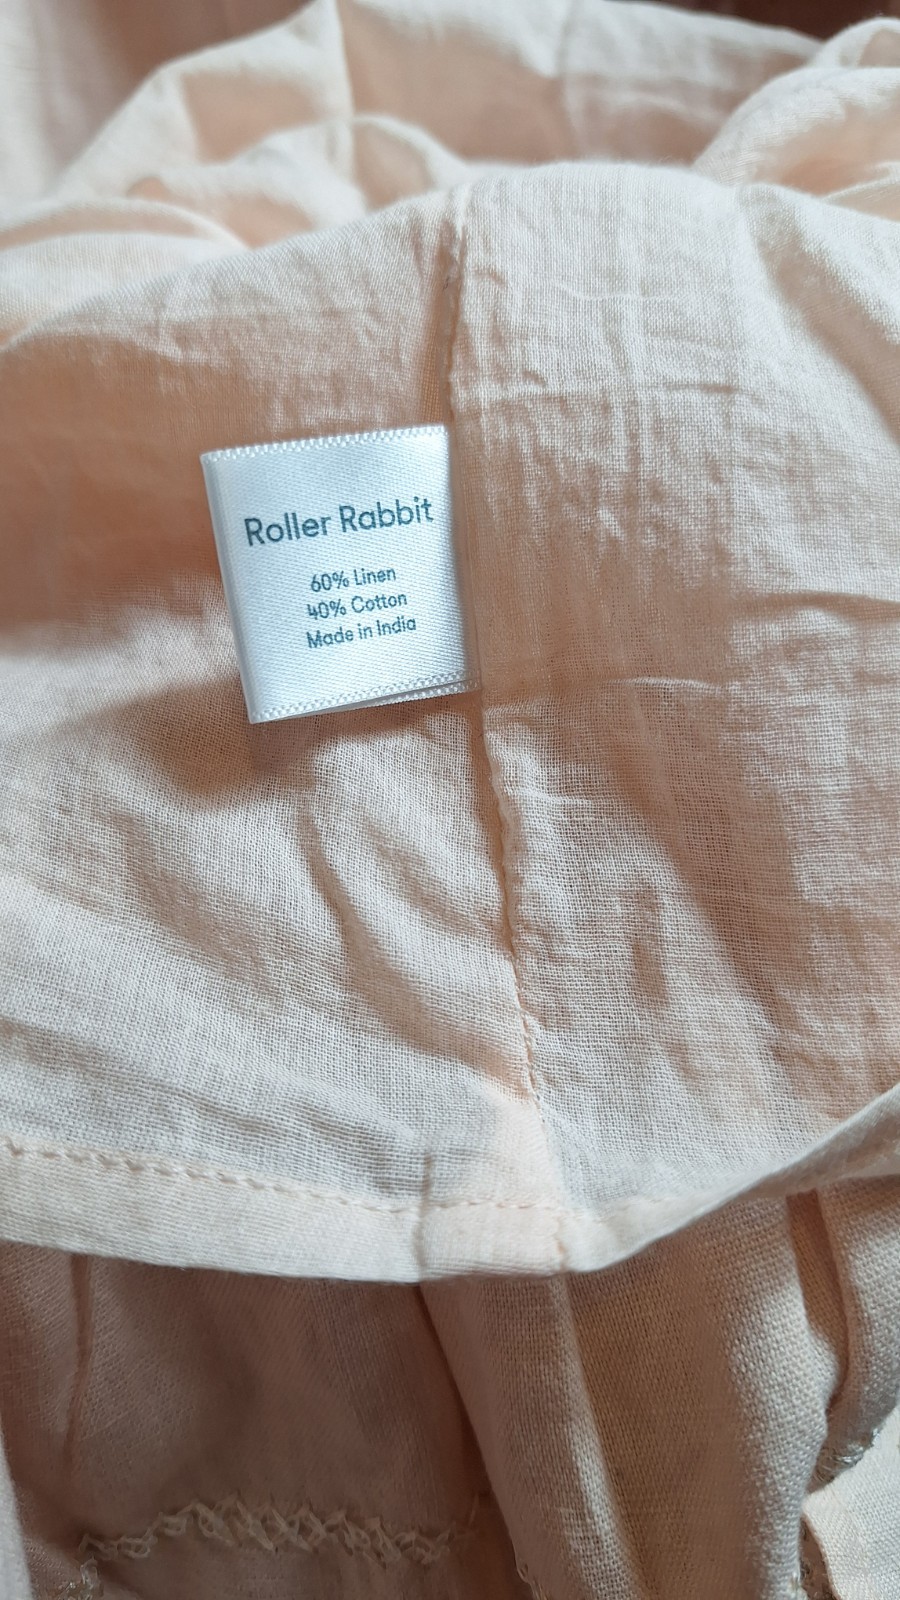 Roller Rabbit
60% Linen
40% Cotton
Made in India